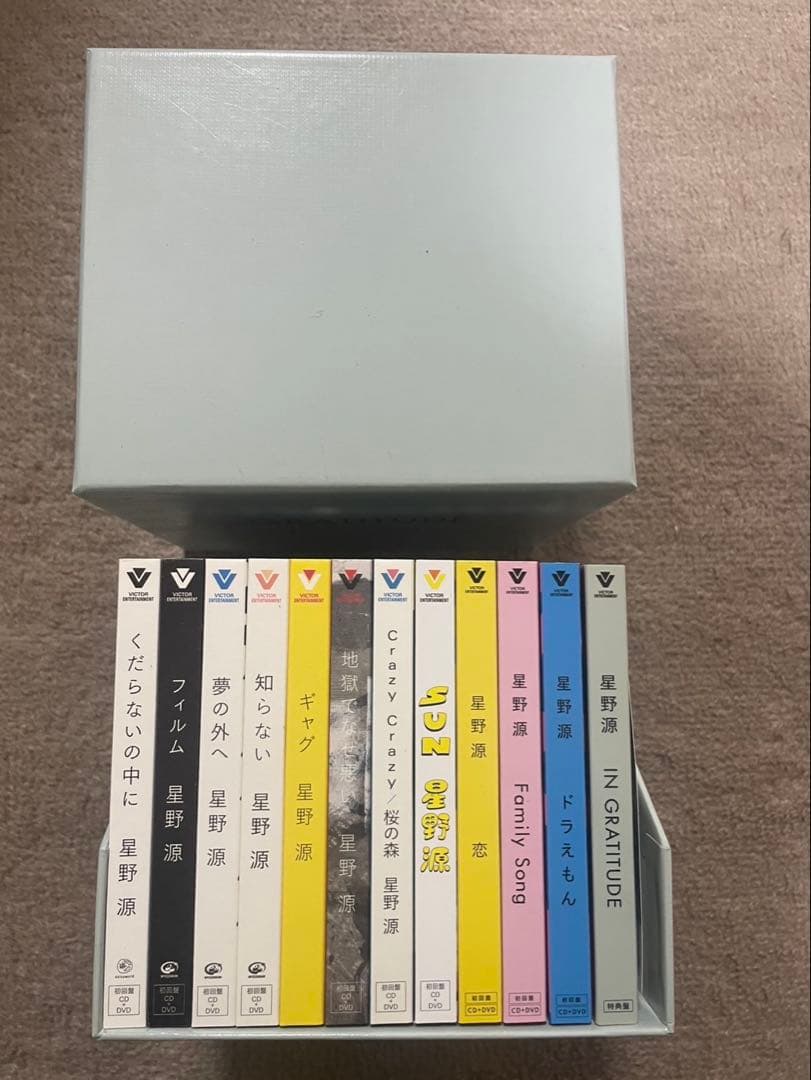 VICTOR
ENTERTAINMENT
くだらないの中に 星野 源
初回盤
CD
+
DVD
VICTOR
ENTERTAINMENT
フィルム 星野 源
初回盤
CD
+
DVD
VICTOR
ENTERTAINMENT
夢の外へ 星野 源
初回盤
CD
+
DVD
VICTOR
ENTERTAINMENT
知らない 星野 源
初回盤
CD
+
DVD
VICTOR
ENTERTAINMENT
ギャグ 星野 源
地獄でなぜ悪い 星野 源
初回盤
CD
+
DVD
VICTOR
ENTERTAINMENT
Crazy Crazy/桜の森 星野 源
初回盤
CD
+
DVD
VICTOR
ENTERTAINMENT
SUN 星野源
初回盤
CD
+
DVD
VICTOR
ENTERTAINMENT
星野源 恋
初回盤
CD+DVD
VICTOR
ENTERTAINMENT
星野 源 Family Song
初回盤
CD+DVD
VICTOR
ENTERTAINMENT
星野 源 ドラえもん
初回盤
CD+DVD
VICTOR
ENTERTAINMENT
星野 源 IN GRATITUDE
特典盤